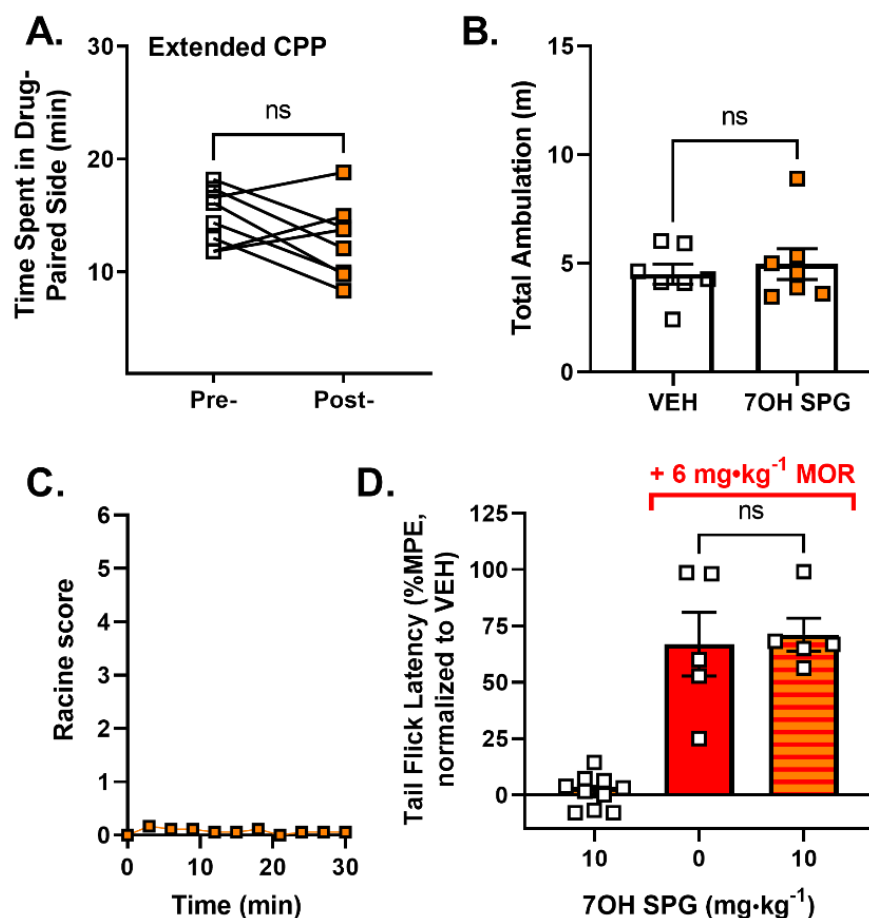 A.
Extended CPP
Time Spent in Drug-
Paired Side (min)
30
20
10
ns
Pre-
Post-
B.
Total Ambulation (m)
15
10
5
0
ns
VEH
7OH SPG
C.
Racine score
6
5
4
3
2
1
0
0
10
20
30
Time (min)
D.
+ 6 mg•kg⁻¹ MOR
ns
Tail Flick Latency (%MPE,
normalized to VEH)
125
100
75
50
25
0
10
0
10
7OH SPG (mg•kg⁻¹)